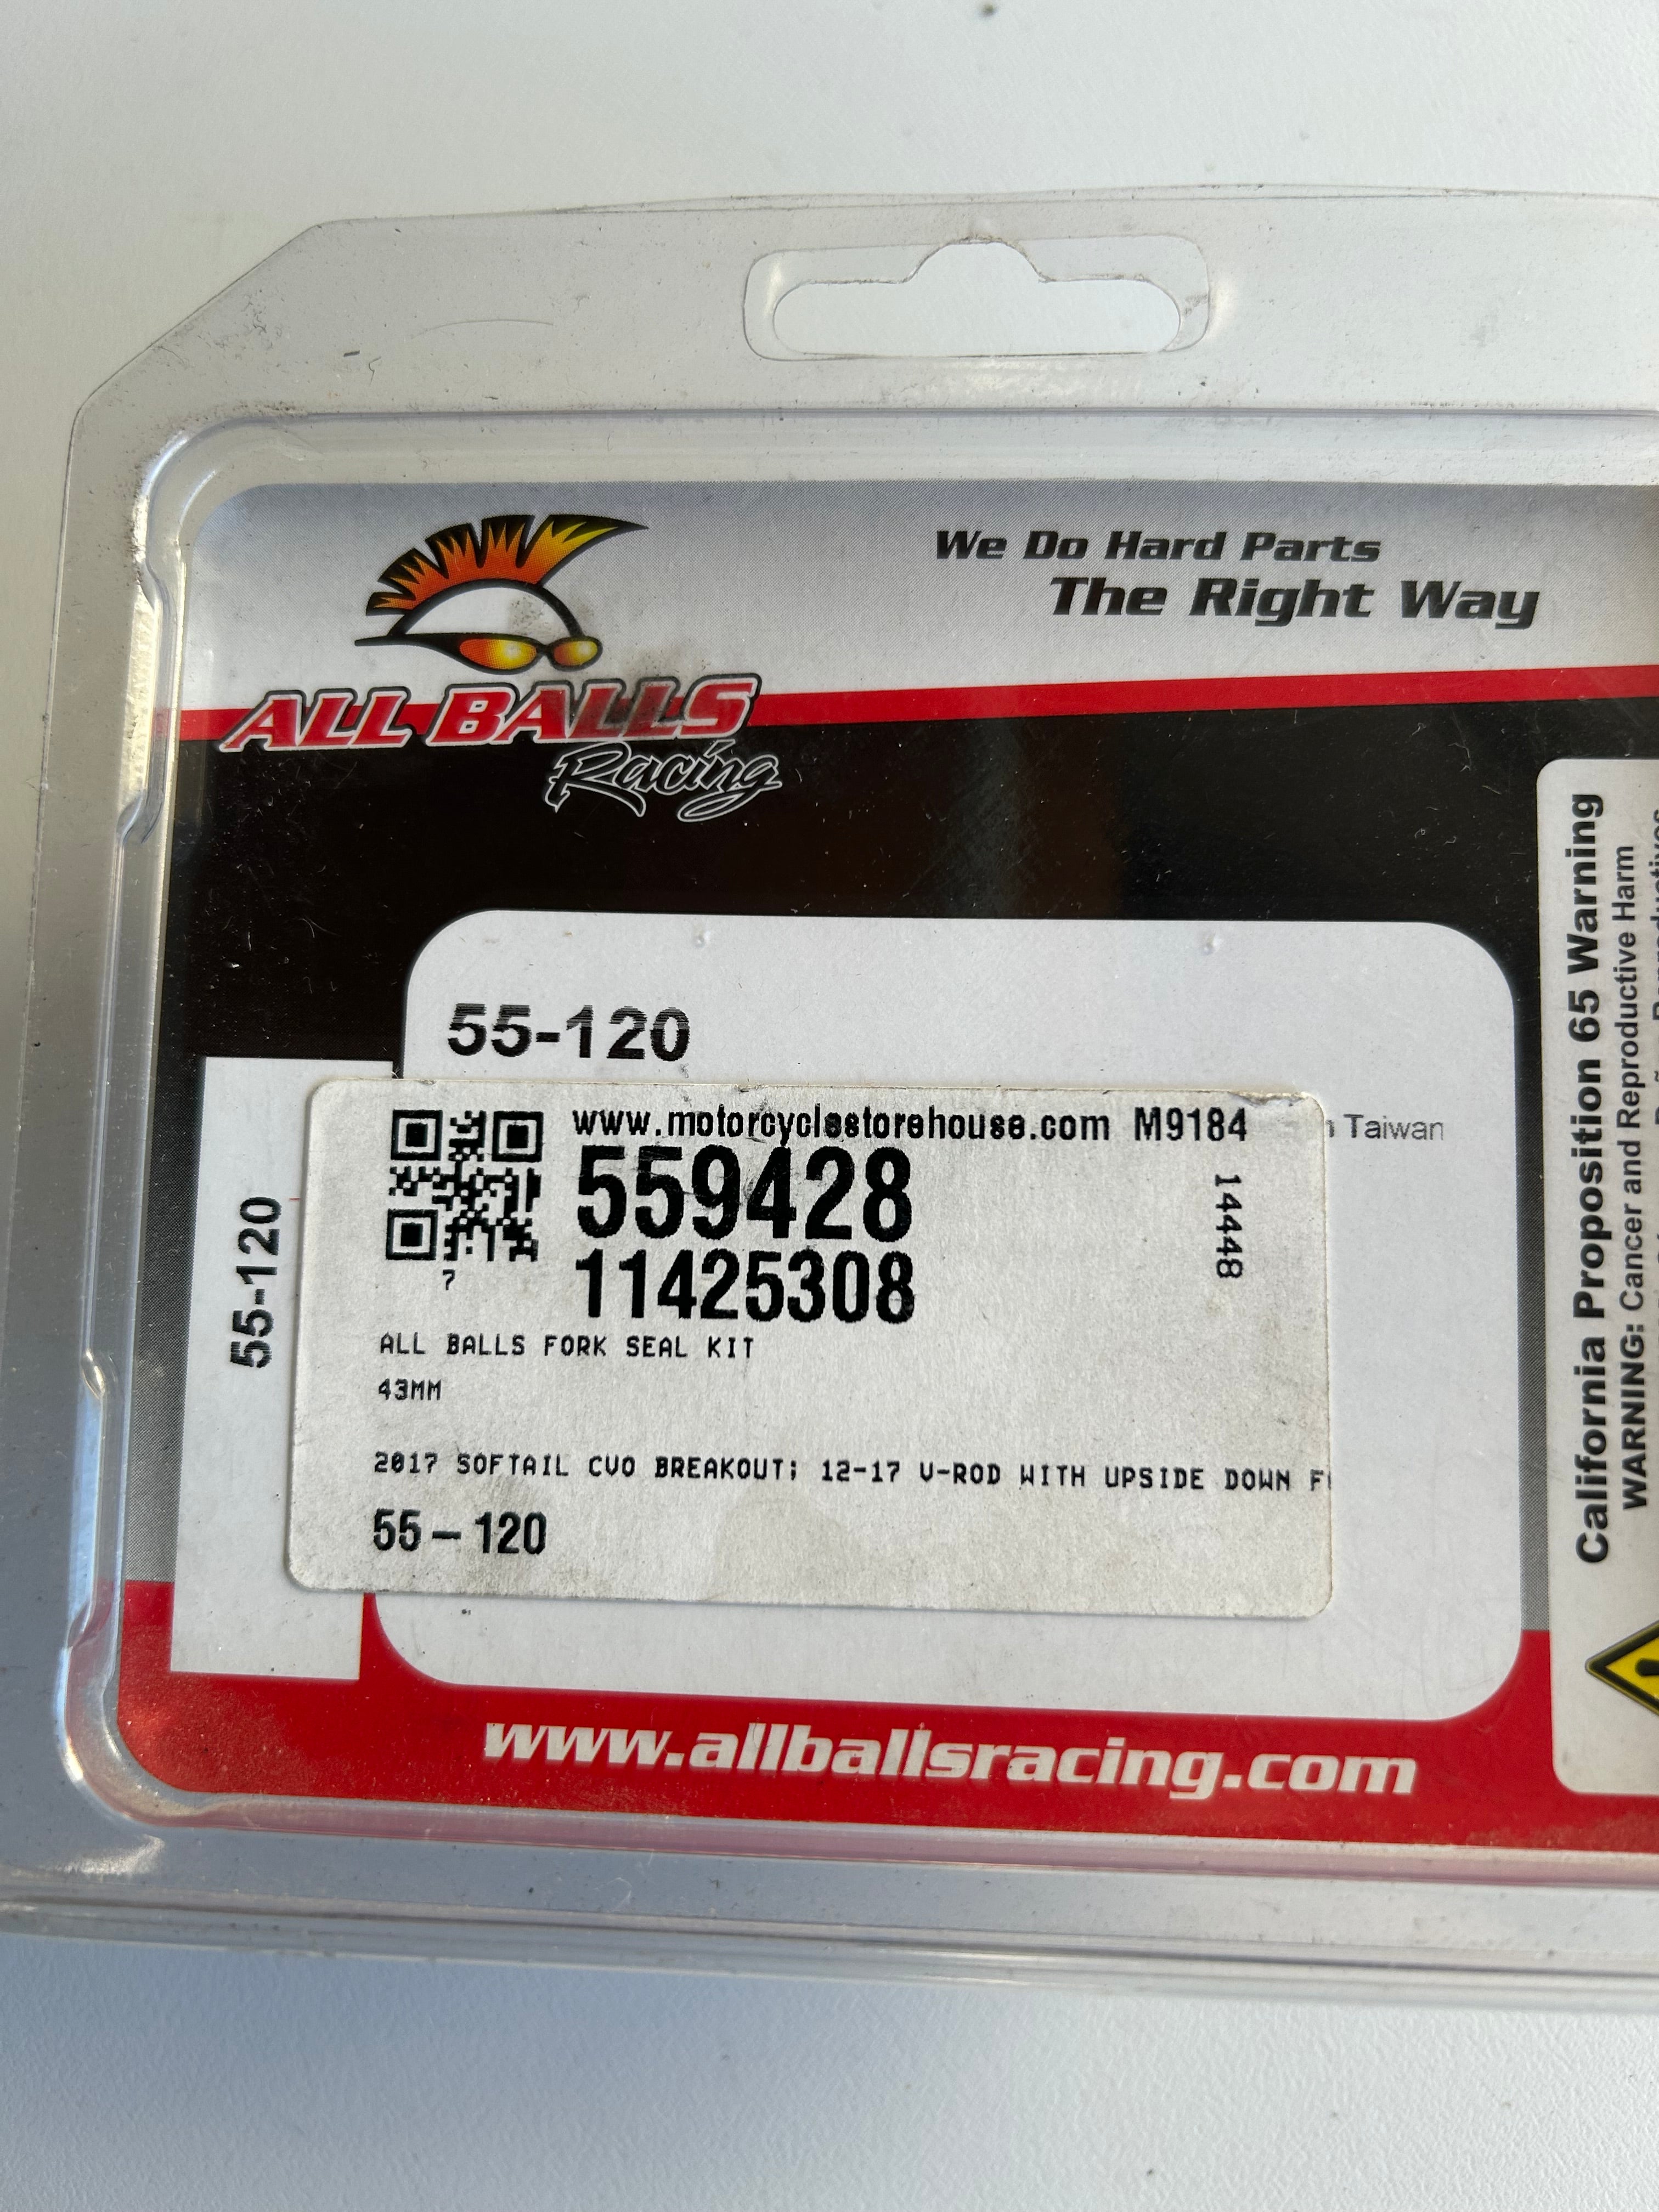 We Do Hard Parts
The Right Way
ALL BALLS
Racing
55-120
Taiwan
www.motorcyclestorehouse.com M9184
559428
14448
11425308
7
ALL BALLS FORK SEAL KIT
43MM
2017 SOFTAIL CVO BREAKOUT; 12-17 V-ROD WITH UPSIDE DOWN
55-120
55-120
www.allballsracing.com
California Proposition 65 Warning
WARNING: Cancer and Reproductive Harm